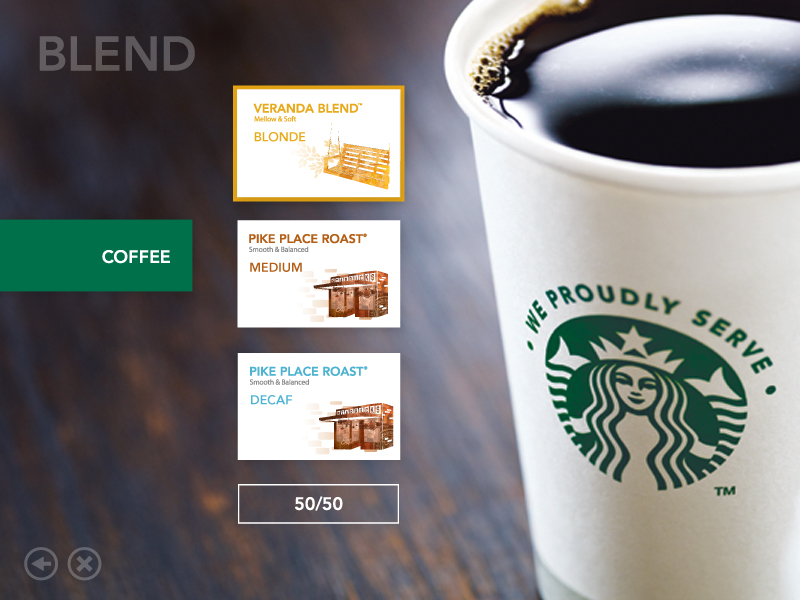 BLEND
VERANDA BLEND™
Mellow & Soft
BLONDE
COFFEE
PIKE PLACE ROAST®
Smooth & Balanced
MEDIUM
PIKE PLACE ROAST®
Smooth & Balanced
DECAF
50/50
• WE PROUDLY SERVE •
TM